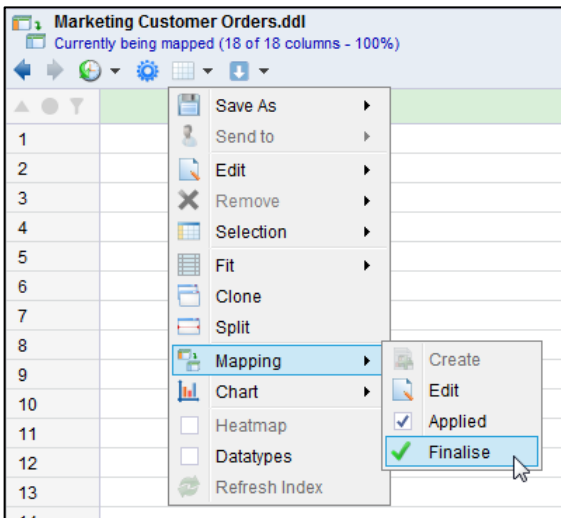 Marketing Customer Orders.ddl
Currently being mapped (18 of 18 columns - 100%)
Save As
1
Send to
2
Edit
3
Remove
4
Selection
5
Fit
6
Clone
7
Split
8
Mapping
Create
9
Chart
Edit
10
Heatmap
Applied
11
Datatypes
Finalise
12
Refresh Index
13